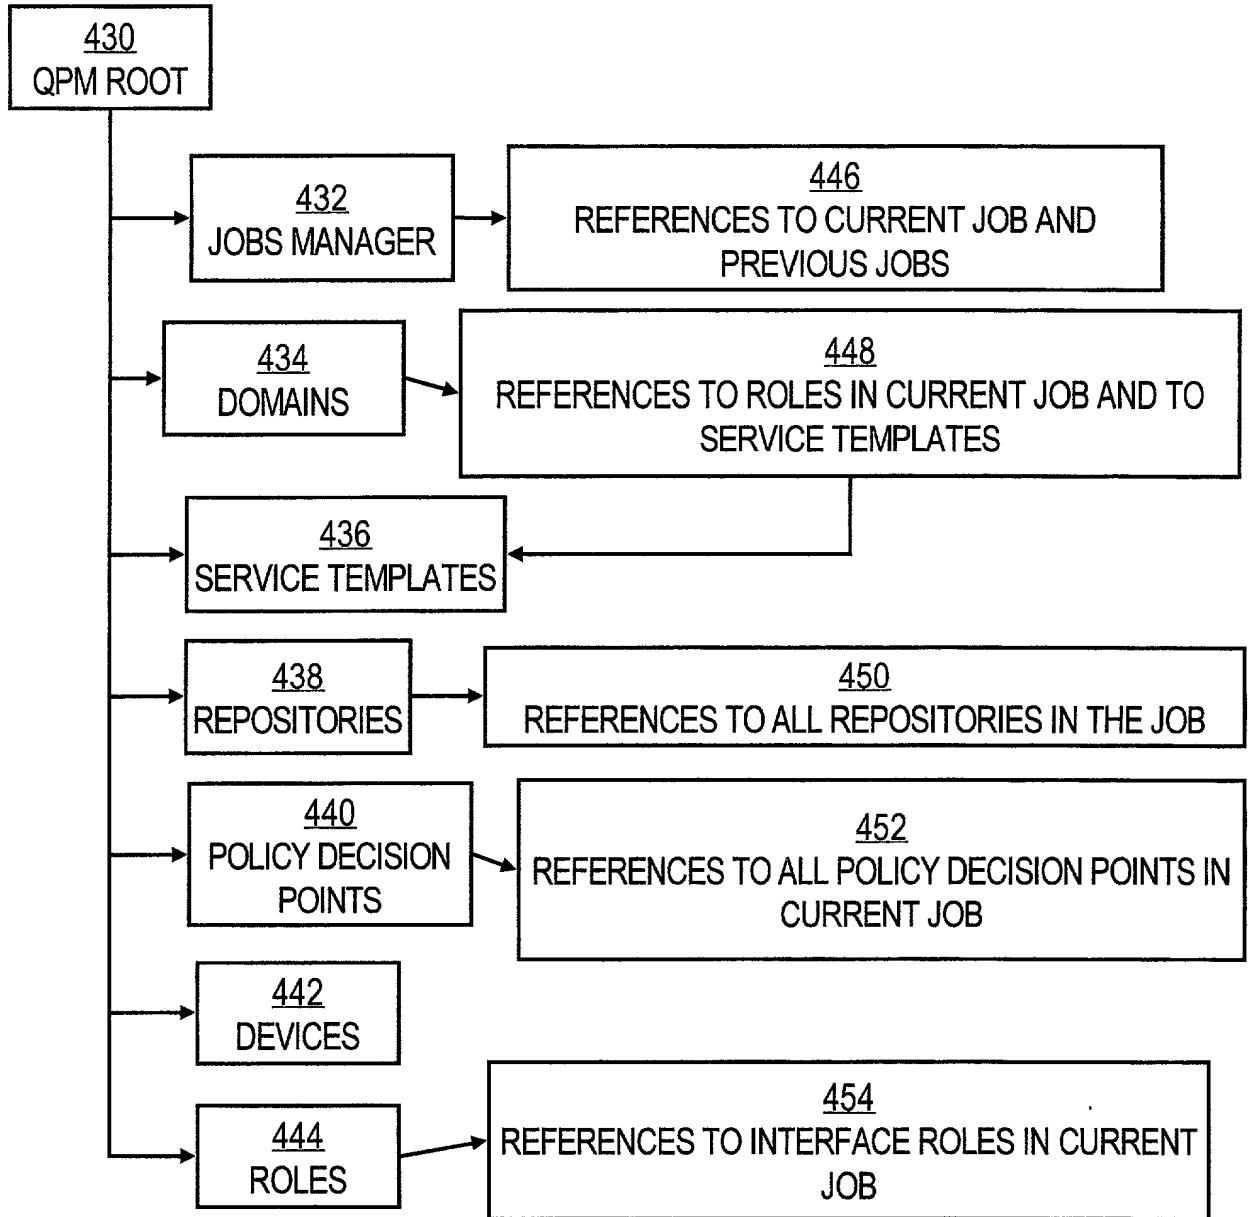 430
QPM ROOT
432
JOBS MANAGER
446
REFERENCES TO CURRENT JOB AND
PREVIOUS JOBS
434
DOMAINS
448
REFERENCES TO ROLES IN CURRENT JOB AND TO
SERVICE TEMPLATES
436
SERVICE TEMPLATES
438
REPOSITORIES
450
REFERENCES TO ALL REPOSITORIES IN THE JOB
440
POLICY DECISION
POINTS
452
REFERENCES TO ALL POLICY DECISION POINTS IN
CURRENT JOB
442
DEVICES
444
ROLES
454
REFERENCES TO INTERFACE ROLES IN CURRENT
JOB